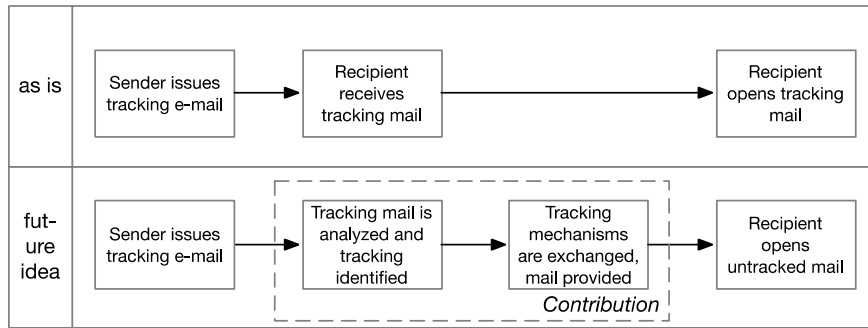 as is
Sender issues
tracking e-mail
Recipient
receives
tracking mail
Recipient
opens tracking
mail
fut-
ure
idea
Sender issues
tracking e-mail
Tracking mail is
analyzed and
tracking
identified
Tracking
mechanisms
are exchanged,
mail provided
Recipient
opens
untracked mail
Contribution